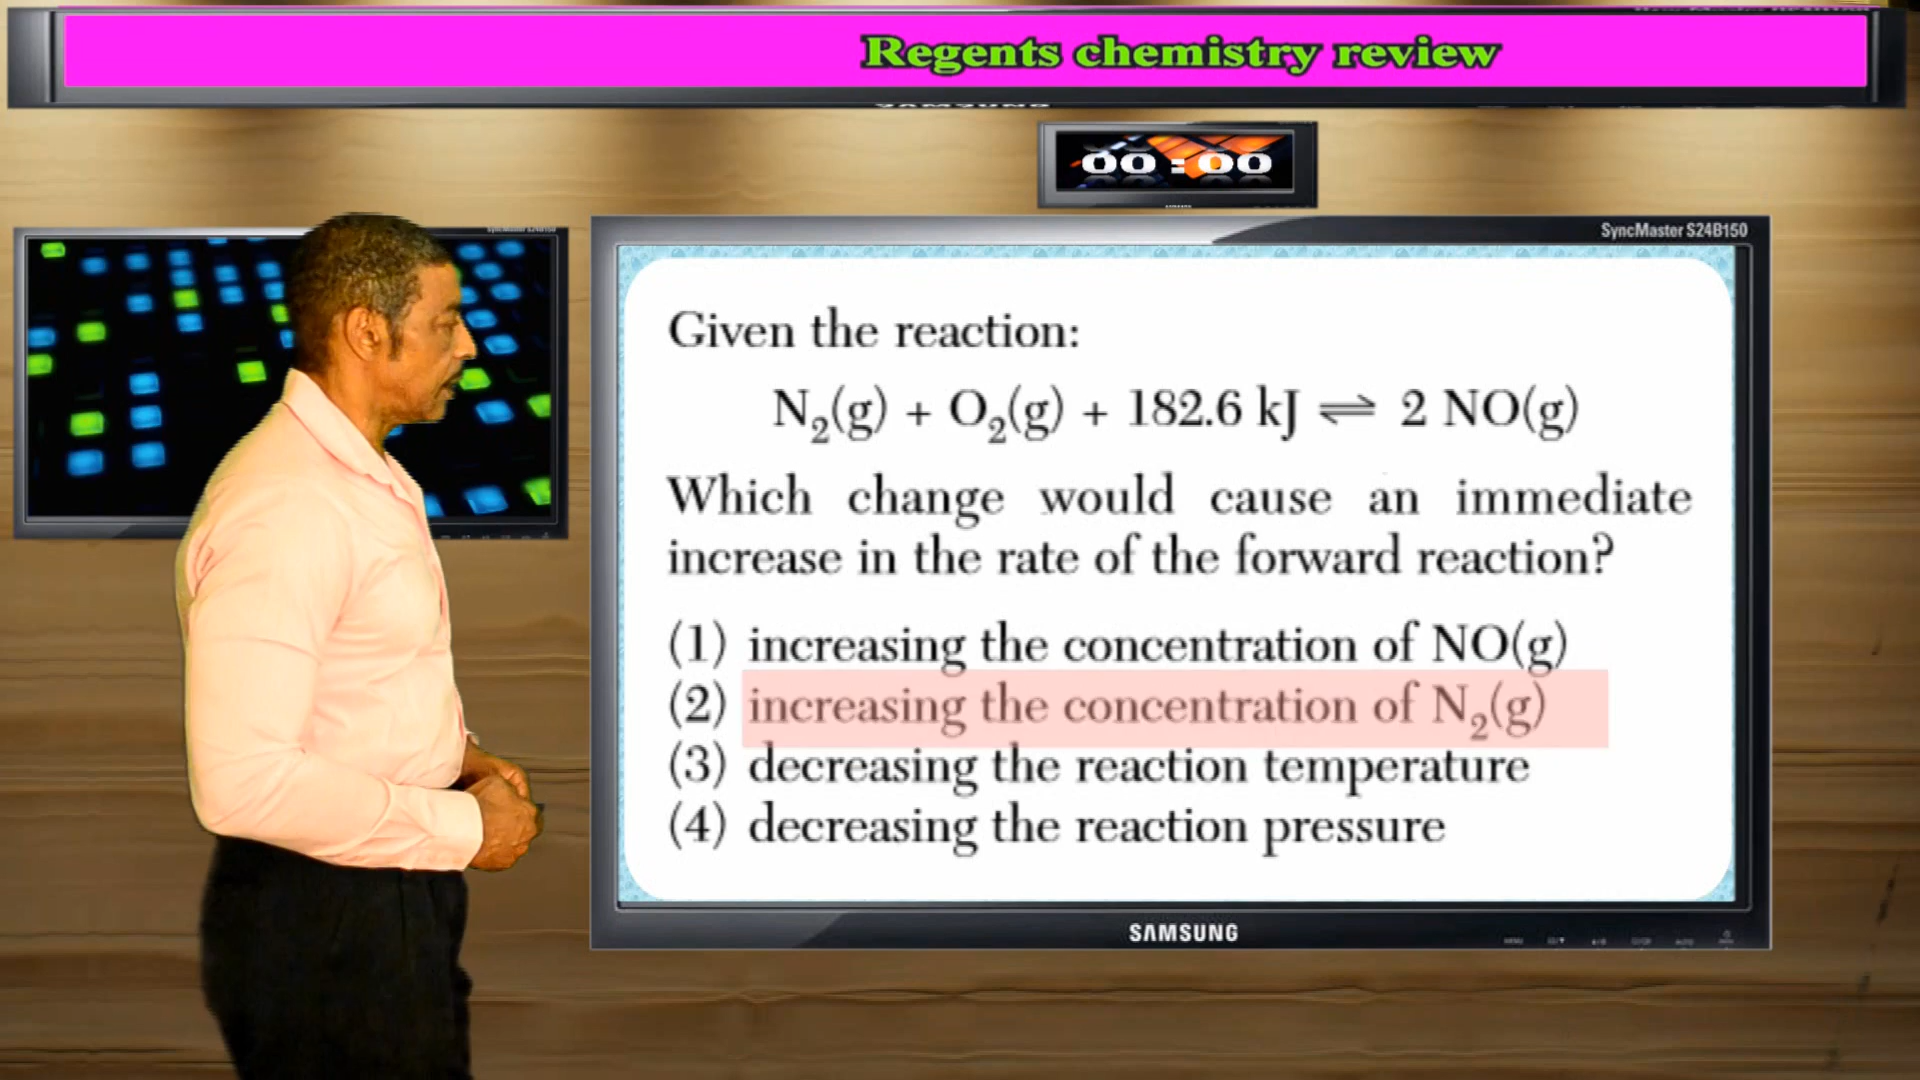 Regents chemistry review
SAMSUNG
00:00
SyncMaster S24B150
Given the reaction:
N₂(g) + O₂(g) + 182.6 kJ ⇌ 2 NO(g)
Which change would cause an immediate
increase in the rate of the forward reaction?
(1) increasing the concentration of NO(g)
(2) increasing the concentration of N₂(g)
(3) decreasing the reaction temperature
(4) decreasing the reaction pressure
SAMSUNG